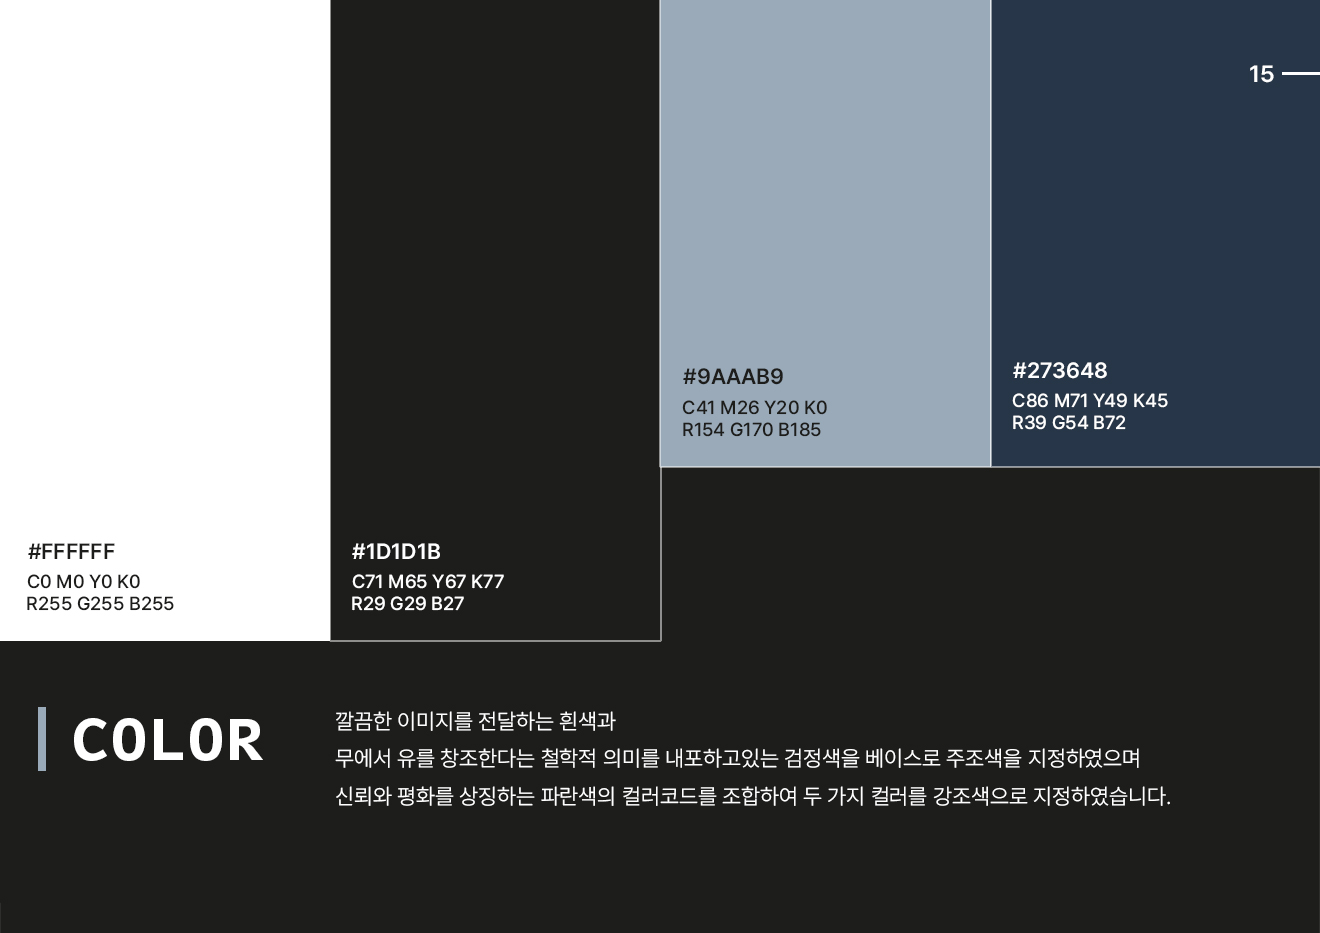 15
#FFFFFF
C0 M0 Y0 K0
R255 G255 B255
#1D1D1B
C71 M65 Y67 K77
R29 G29 B27
#9AAAB9
C41 M26 Y20 K0
R154 G170 B185
#273648
C86 M71 Y49 K45
R39 G54 B72
COLOR
깔끔한 이미지를 전달하는 흰색과
무에서 유를 창조한다는 철학적 의미를 내포하고있는 검정색을 베이스로 주조색을 지정하였으며
신뢰와 평화를 상징하는 파란색의 컬러코드를 조합하여 두 가지 컬러를 강조색으로 지정하였습니다.